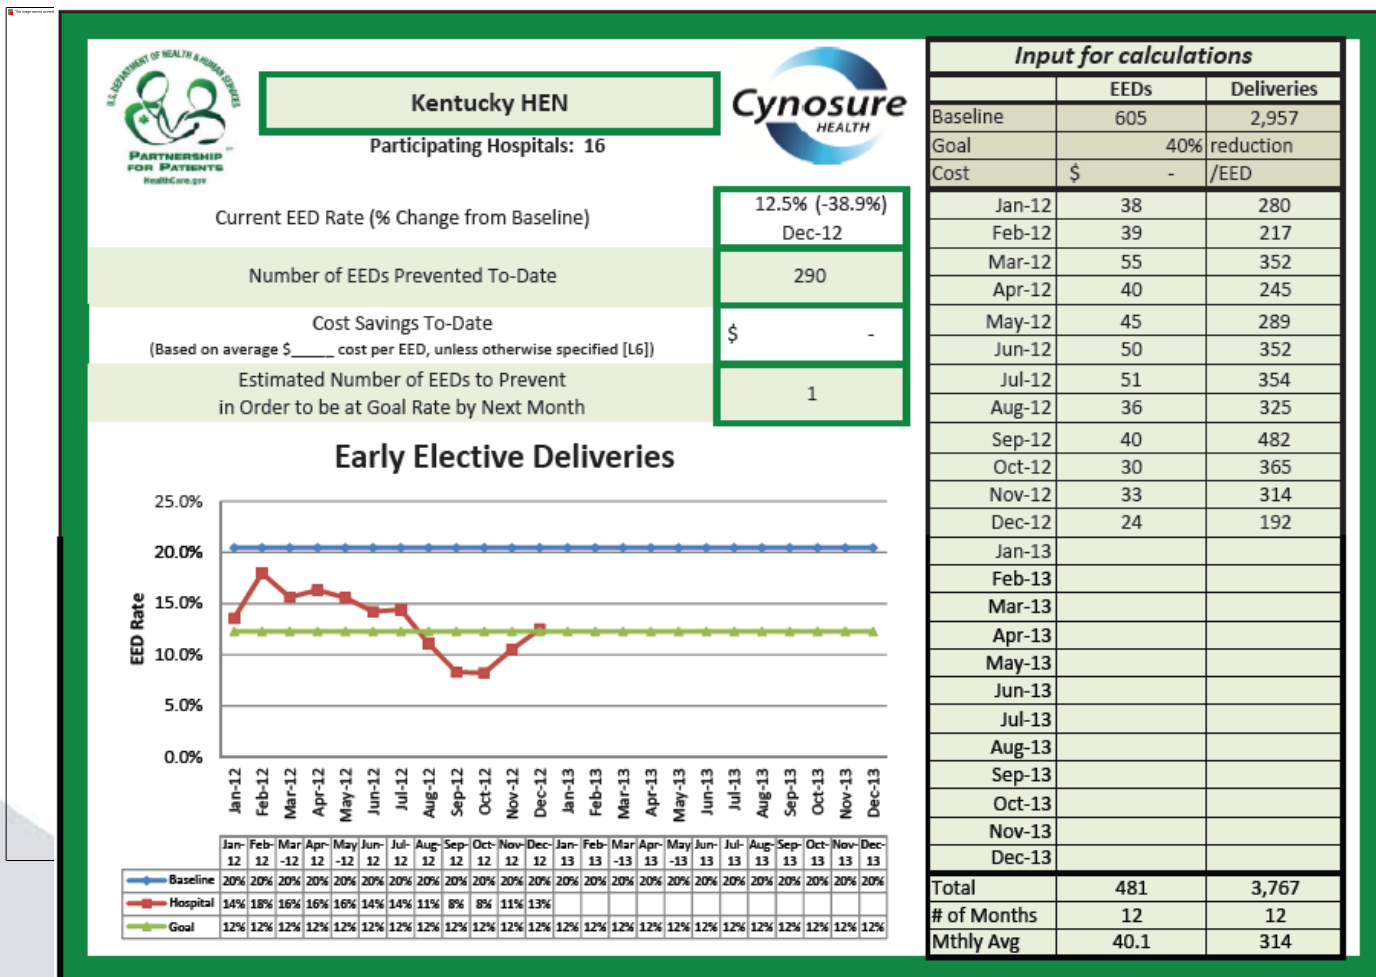 U.S. DEPARTMENT OF HEALTH & HUMAN SERVICES
PARTNERSHIP
FOR PATIENTS
HealthCare.gov
Kentucky HEN
Participating Hospitals: 16
Cynosure
HEALTH
Current EED Rate (% Change from Baseline)
12.5% (-38.9%)
Dec-12
Number of EEDs Prevented To-Date
290
Cost Savings To-Date
(Based on average $_____ cost per EED, unless otherwise specified [L6])
$ -
Estimated Number of EEDs to Prevent
in Order to be at Goal Rate by Next Month
1
Early Elective Deliveries
EED Rate
25.0%
20.0%
15.0%
10.0%
5.0%
0.0%
Jan-12 Feb-12 Mar-12 Apr-12 May-12 Jun-12 Jul-12 Aug-12 Sep-12 Oct-12 Nov-12 Dec-12 Jan-13 Feb-13 Mar-13 Apr-13 May-13 Jun-13 Jul-13 Aug-13 Sep-13 Oct-13 Nov-13 Dec-13
Jan- Feb- Mar Apr- May Jun- Jul- Aug- Sep- Oct- Nov- Dec- Jan- Feb- Mar Apr- May Jun- Jul- Aug- Sep- Oct- Nov- Dec-
12 12 -12 12 -12 12 12 12 12 12 12 12 13 13 -13 13 -13 13 13 13 13 13 13 13
Baseline 20% 20% 20% 20% 20% 20% 20% 20% 20% 20% 20% 20% 20% 20% 20% 20% 20% 20% 20% 20% 20% 20% 20% 20%
Hospital 14% 18% 16% 16% 16% 14% 14% 11% 8% 8% 11% 13%
Goal 12% 12% 12% 12% 12% 12% 12% 12% 12% 12% 12% 12% 12% 12% 12% 12% 12% 12% 12% 12% 12% 12% 12% 12%
Input for calculations
EEDs Deliveries
Baseline 605 2,957
Goal 40% reduction
Cost $ - /EED
Jan-12 38 280
Feb-12 39 217
Mar-12 55 352
Apr-12 40 245
May-12 45 289
Jun-12 50 352
Jul-12 51 354
Aug-12 36 325
Sep-12 40 482
Oct-12 30 365
Nov-12 33 314
Dec-12 24 192
Jan-13
Feb-13
Mar-13
Apr-13
May-13
Jun-13
Jul-13
Aug-13
Sep-13
Oct-13
Nov-13
Dec-13
Total 481 3,767
# of Months 12 12
Mthly Avg 40.1 314